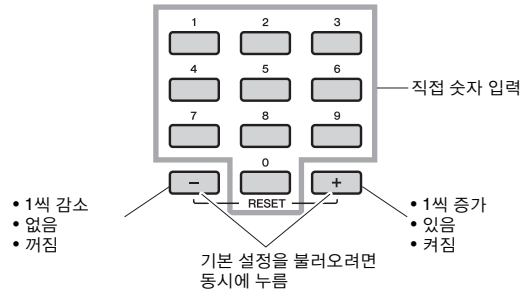 1 2 3
4 5 6
직접 숫자 입력
7 8 9
0
− +
RESET
• 1씩 감소
• 없음
• 꺼짐
• 1씩 증가
• 있음
• 켜짐
기본 설정을 불러오려면
동시에 누름